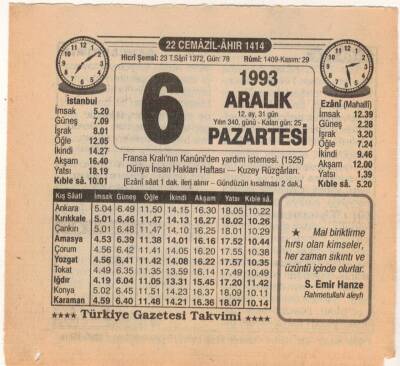 22 CEMÂZİL-ÂHIR 1414
Hicrî Şemsî: 23 T.Sânî 1372, Gün: 78 Rûmî: 1409-Kasım: 29
İstanbul
İmsak 5.20
Güneş 7.09
İşrak 8.01
Öğle 12.05
İkindi 14.27
Akşam 16.40
Yatsı 18.19
Kıble sâ. 10.01
6
1993
ARALIK
12. ay, 31 gün
Yılın 340. günü - Kalan gün: 25
PAZARTESİ
Ezânî (Mahallî)
İmsak 12.39
Güneş 2.28
İşrak 3.20
Öğle 7.24
İkindi 9.46
Akşam 12.00
Yatsı 1.39
Kıble sâ. 5.20
Fransa Kralı'nın Kanûni'den yardım istemesi. (1525)
Dünya İnsan Hakları Haftası — Kuzey Rüzgârları.
[Ezânî sâat 1 dak. ileri alınır – Gündüzün kısalması 2 dak.]
Kış Saati İmsak Güneş Öğle İkindi Akşam Yatsı Kıble sâ.
Ankara 5.04 6.49 11.50 14.15 16.30 18.05 10.22
Kırıkkale 5.01 6.46 11.47 14.13 16.27 18.02 10.26
Çankırı 5.01 6.48 11.47 14.10 16.25 18.01 10.28
Amasya 4.53 6.39 11.38 14.01 16.16 17.52 10.44
Çorum 4.56 6.42 11.41 14.05 16.20 17.55 10.38
Yozgat 4.56 6.41 11.42 14.08 16.22 17.57 10.35
Tokat 4.49 6.35 11.35 13.59 16.14 17.49 10.49
Iğdır 4.19 6.04 11.05 13.31 15.45 17.20 11.42
Konya 5.02 6.45 11.51 14.23 16.37 18.09 10.11
Karaman 4.59 6.40 11.48 14.21 16.36 18.07 10.14
★ Mal biriktirme
hırsı olan kimseler,
her zaman sıkıntı ve
üzüntü içinde olurlar.
S. Emir Hanze
Rahmetullahi aleyh
★★★★ Türkiye Gazetesi Takvimi ★★★★